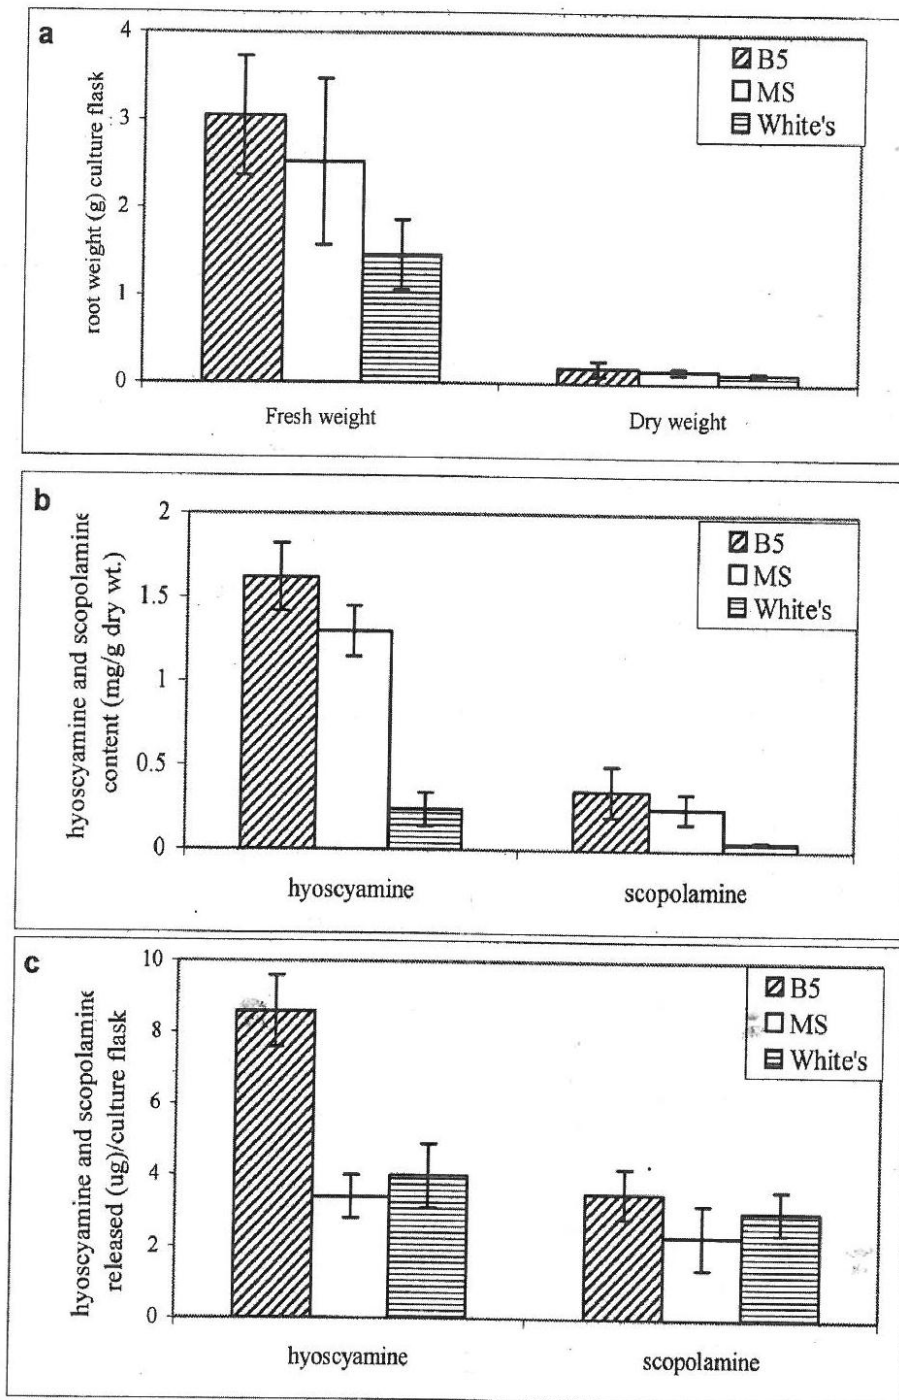 a
root weight (g) culture flask
4
3
2
1
0
B5
MS
White's
Fresh weight
Dry weight
b
hyoscyamine and scopolamine
content (mg/g dry wt.)
2
1.5
1
0.5
0
B5
MS
White's
hyoscyamine
scopolamine
c
hyoscyamine and scopolamine
released (ug)/culture flask
10
8
6
4
2
0
B5
MS
White's
hyoscyamine
scopolamine